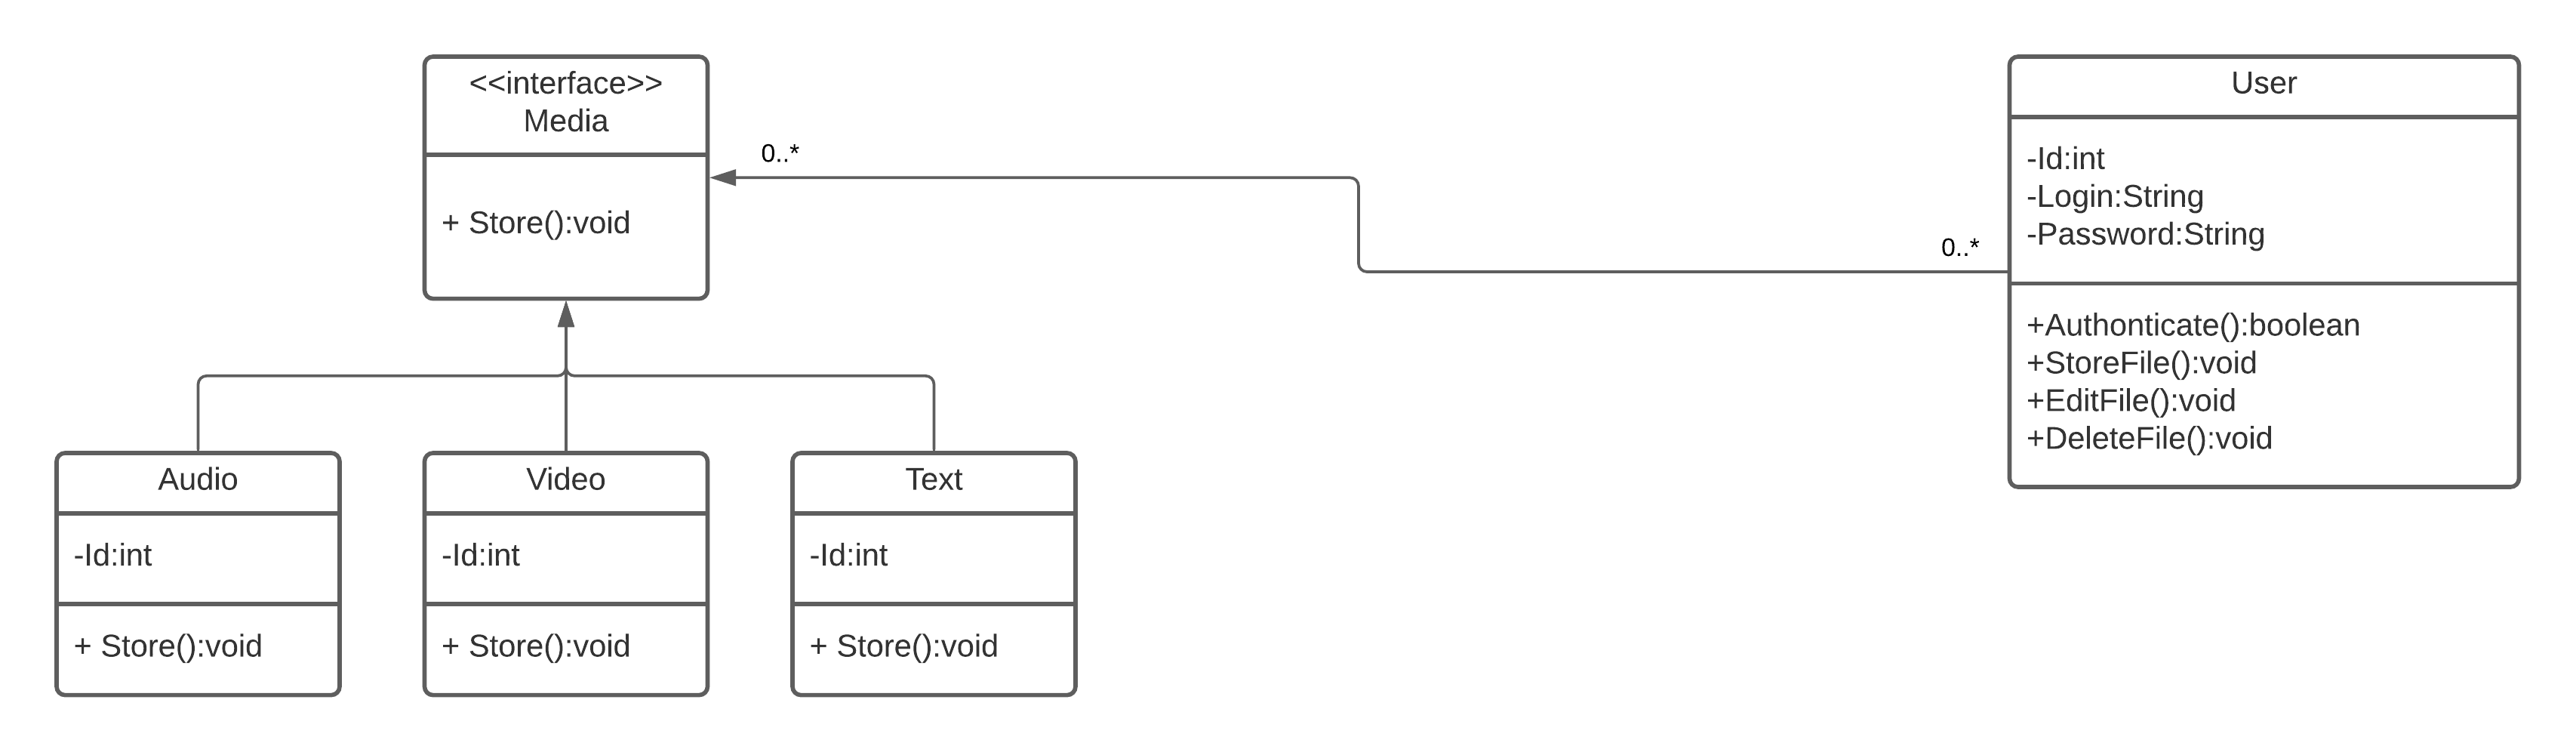 <<interface>>
Media
+ Store():void
0..*
0..*
User
-Id:int
-Login:String
-Password:String
+Authonticate():boolean
+StoreFile():void
+EditFile():void
+DeleteFile():void
Audio
-Id:int
+ Store():void
Video
-Id:int
+ Store():void
Text
-Id:int
+ Store():void